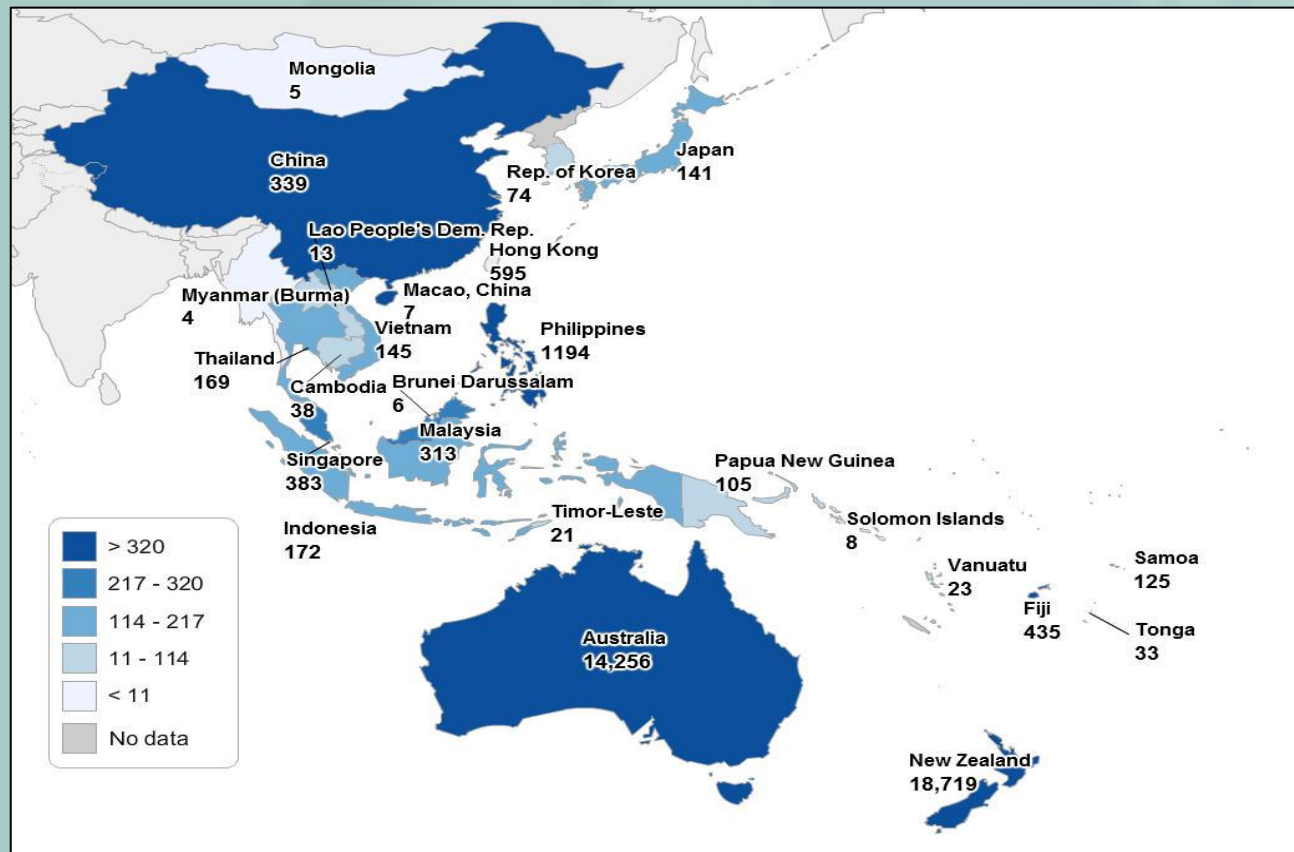 Mongolia
5
China
339
Japan
141
Rep. of Korea
74
Lao People's Dem. Rep.
13
Hong Kong
595
Myanmar (Burma)
4
Macao, China
7
Vietnam
145
Philippines
1194
Thailand
169
Cambodia
38
Brunei Darussalam
6
Malaysia
313
Singapore
383
Papua New Guinea
105
Indonesia
172
Timor-Leste
21
Solomon Islands
8
Vanuatu
23
Samoa
125
Fiji
435
Tonga
33
Australia
14,256
New Zealand
18,719
> 320
217 - 320
114 - 217
11 - 114
< 11
No data